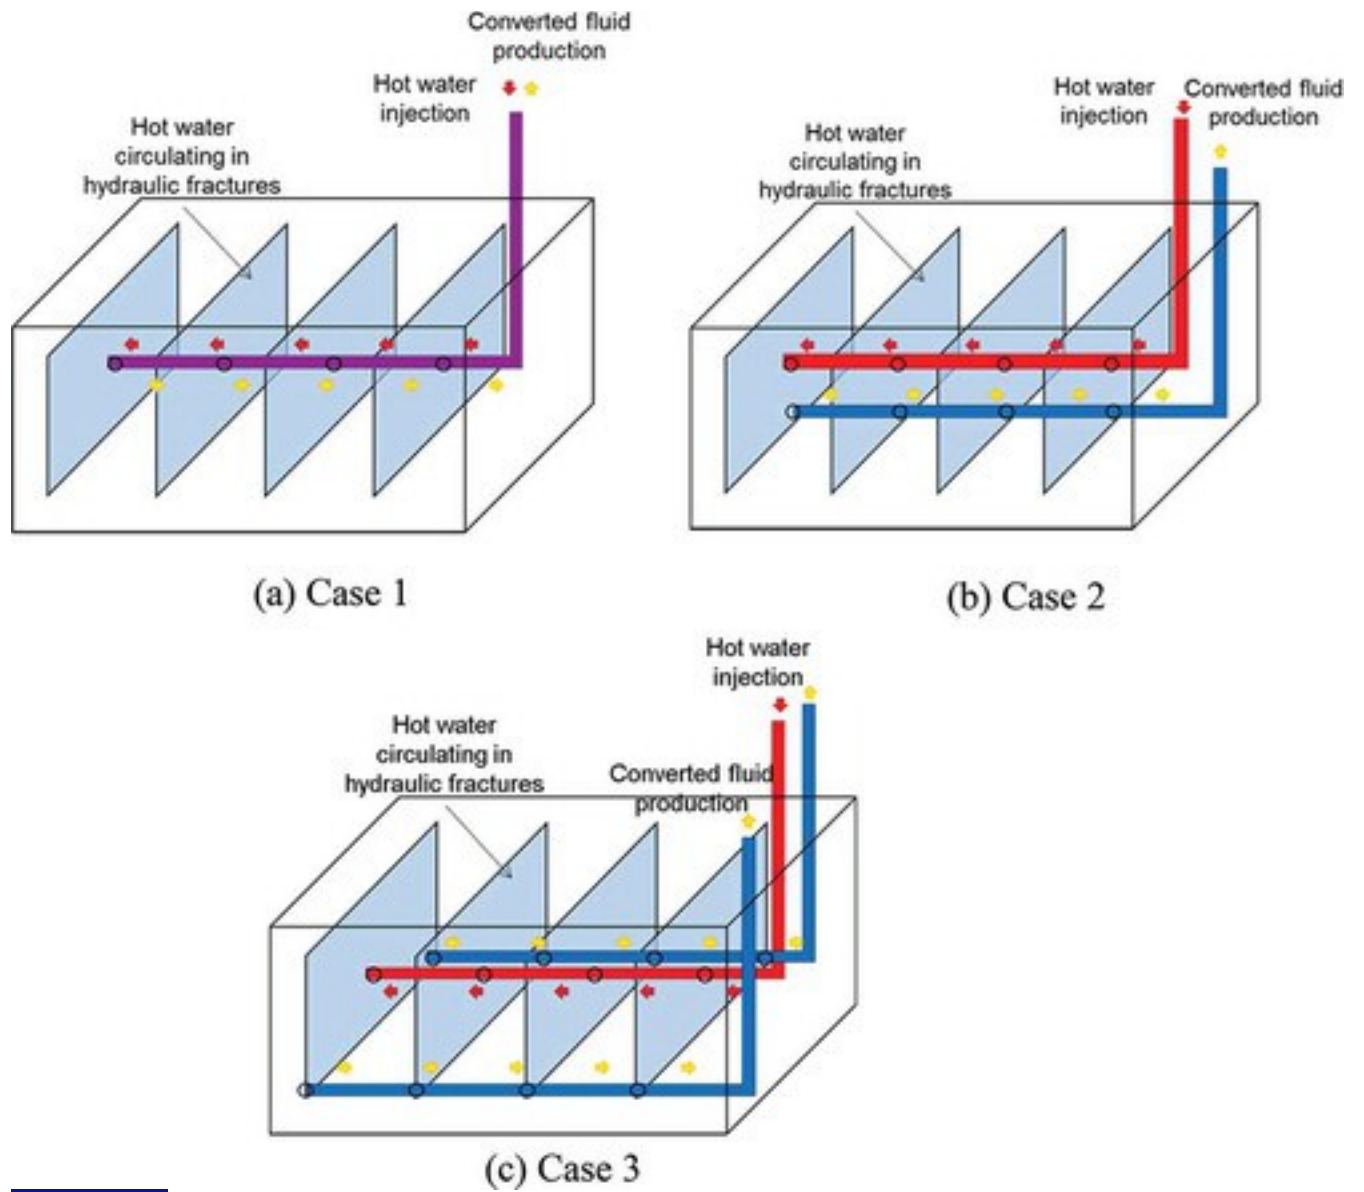 Converted fluid
production
Hot water
injection
Hot water
circulating in
hydraulic fractures
(a) Case 1
Hot water
injection
Converted fluid
production
Hot water
circulating in
hydraulic fractures
(b) Case 2
Hot water
injection
Hot water
circulating in
hydraulic fractures
Converted fluid
production
(c) Case 3